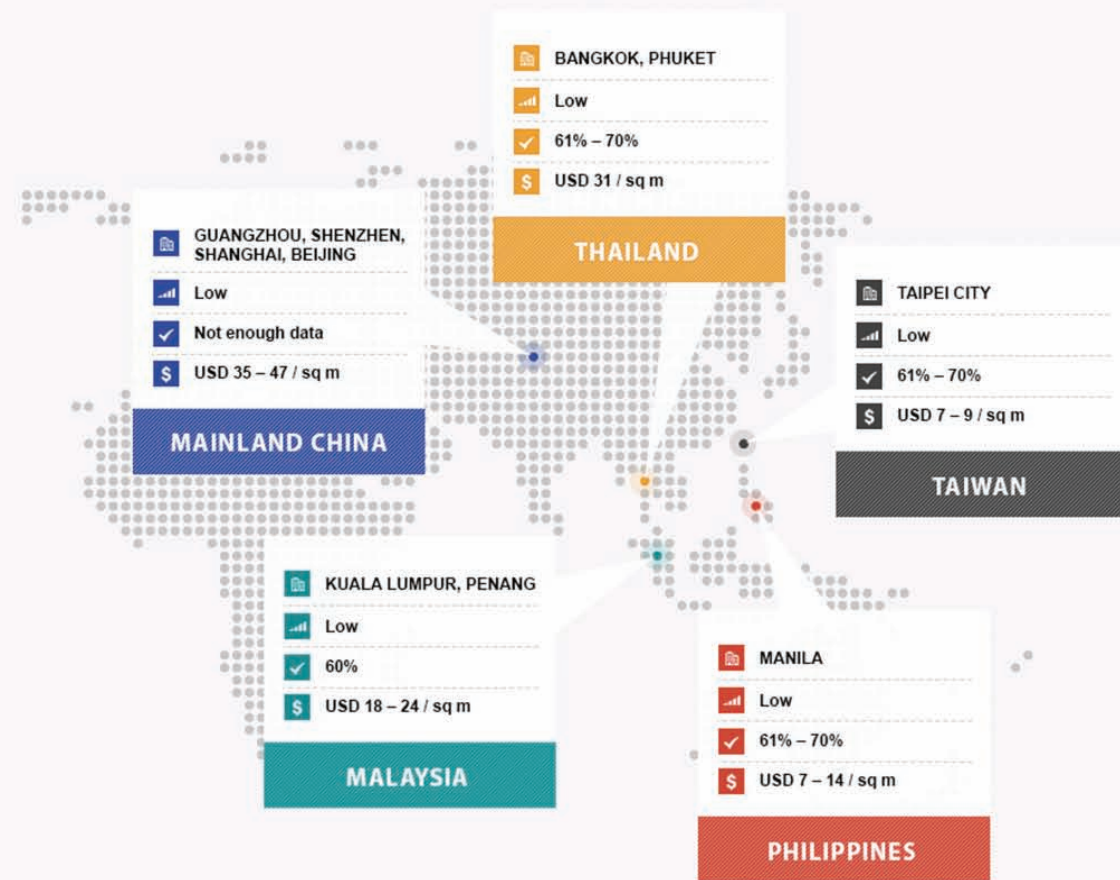 BANGKOK, PHUKET
Low
61% – 70%
USD 31 / sq m
THAILAND
GUANGZHOU, SHENZHEN,
SHANGHAI, BEIJING
Low
Not enough data
USD 35 – 47 / sq m
MAINLAND CHINA
TAIPEI CITY
Low
61% – 70%
USD 7 – 9 / sq m
TAIWAN
KUALA LUMPUR, PENANG
Low
60%
USD 18 – 24 / sq m
MALAYSIA
MANILA
Low
61% – 70%
USD 7 – 14 / sq m
PHILIPPINES